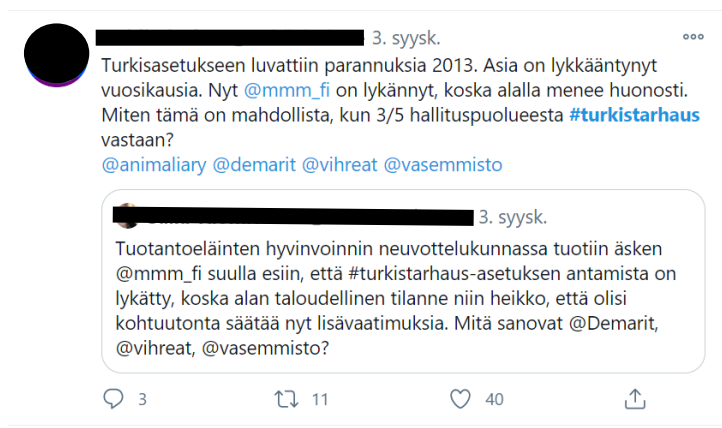 3. syysk.
Turkisasetukseen luvattiin parannuksia 2013. Asia on lykkääntynyt
vuosikausia. Nyt @mmm_fi on lykännyt, koska alalla menee huonosti.
Miten tämä on mahdollista, kun 3/5 hallituspuolueesta #turkistarhaus
vastaan?
@animaliary @demarit @vihreat @vasemmisto
3. syysk.
Tuotantoeläinten hyvinvoinnin neuvottelukunnassa tuotiin äsken
@mmm_fi suulla esiin, että #turkistarhaus-asetuksen antamista on
lykätty, koska alan taloudellinen tilanne niin heikko, että olisi
kohtuutonta säätää nyt lisävaatimuksia. Mitä sanovat @Demarit,
@vihreat, @vasemmisto?
3 11 40